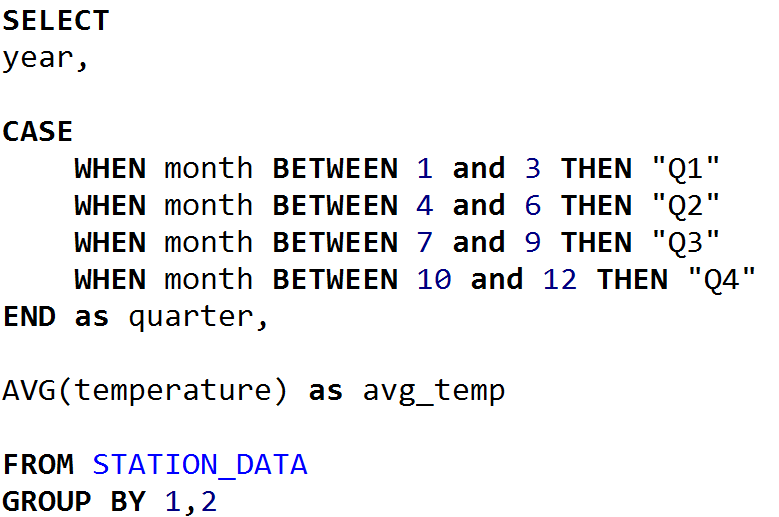 SELECT
year,
CASE
WHEN month BETWEEN 1 and 3 THEN "Q1"
WHEN month BETWEEN 4 and 6 THEN "Q2"
WHEN month BETWEEN 7 and 9 THEN "Q3"
WHEN month BETWEEN 10 and 12 THEN "Q4"
END as quarter,
AVG(temperature) as avg_temp
FROM STATION_DATA
GROUP BY 1,2